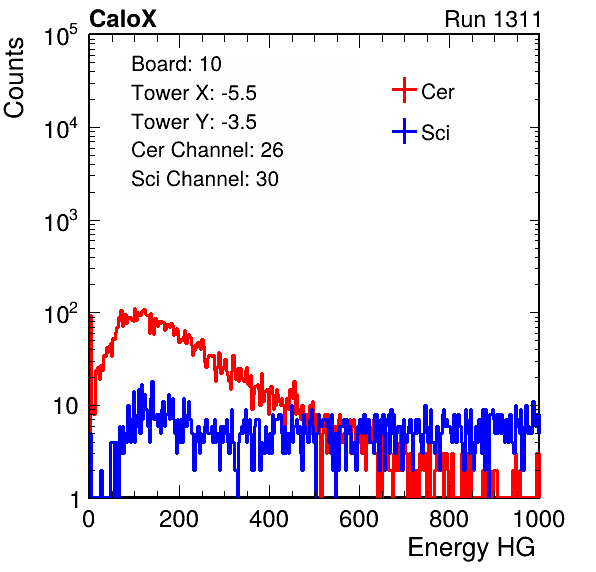 CaloX Run 1311
Board: 10
Tower X: -5.5
Tower Y: -3.5
Cer Channel: 26
Sci Channel: 30
Cer
Sci
Counts
10^5
10^4
10^3
10^2
10
1
0 200 400 600 800 1000
Energy HG